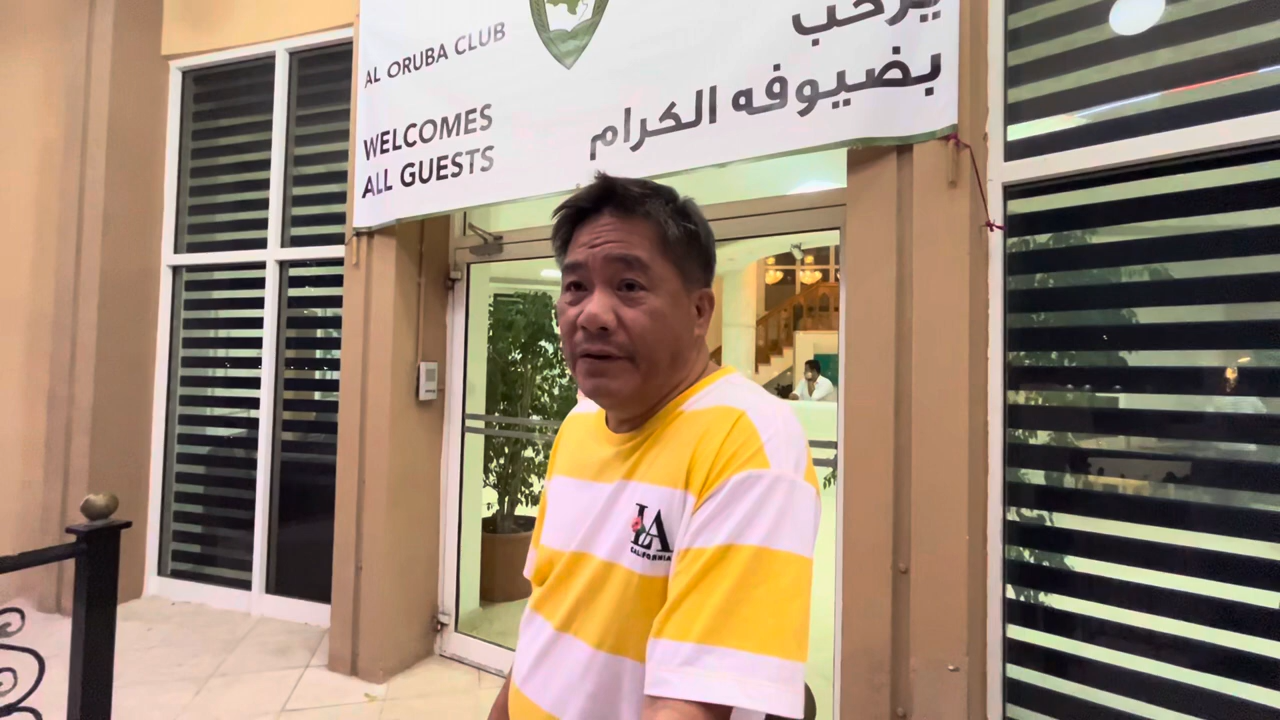 AL ORUBA CLUB
WELCOMES
ALL GUESTS
يرحب
بضيوفه الكرام
LA
CALIFORNIA